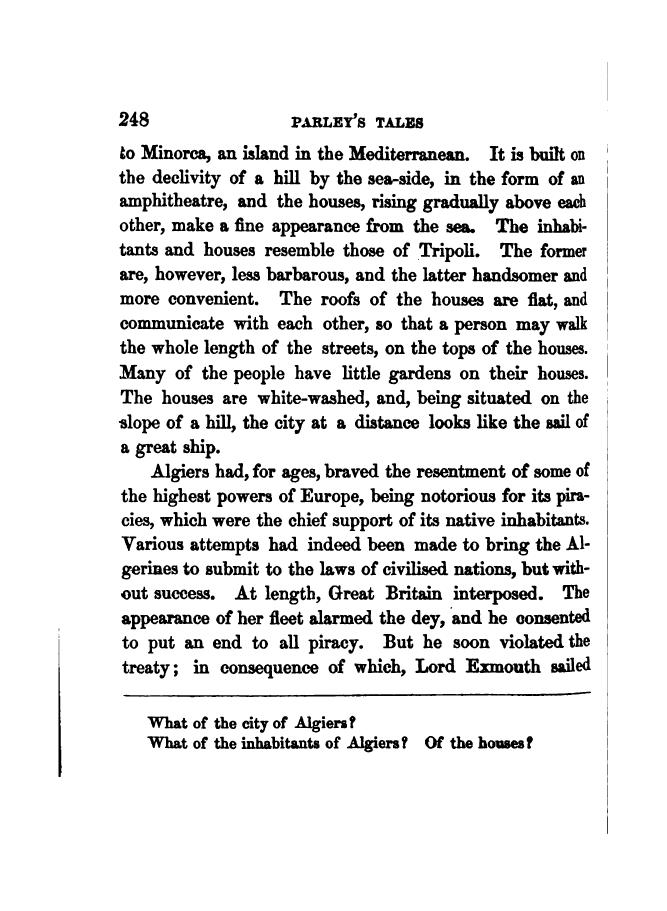 248 PARLEY'S TALES
to Minorca, an island in the Mediterranean. It is built on
the declivity of a hill by the sea-side, in the form of an
amphitheatre, and the houses, rising gradually above each
other, make a fine appearance from the sea. The inhabi-
tants and houses resemble those of Tripoli. The former
are, however, less barbarous, and the latter handsomer and
more convenient. The roofs of the houses are flat, and
communicate with each other, so that a person may walk
the whole length of the streets, on the tops of the houses.
Many of the people have little gardens on their houses.
The houses are white-washed, and, being situated on the
slope of a hill, the city at a distance looks like the sail of
a great ship.
Algiers had, for ages, braved the resentment of some of
the highest powers of Europe, being notorious for its pira-
cies, which were the chief support of its native inhabitants.
Various attempts had indeed been made to bring the Al-
gerines to submit to the laws of civilised nations, but with-
out success. At length, Great Britain interposed. The
appearance of her fleet alarmed the dey, and he consented
to put an end to all piracy. But he soon violated the
treaty; in consequence of which, Lord Exmouth sailed
What of the city of Algiers?
What of the inhabitants of Algiers? Of the houses?